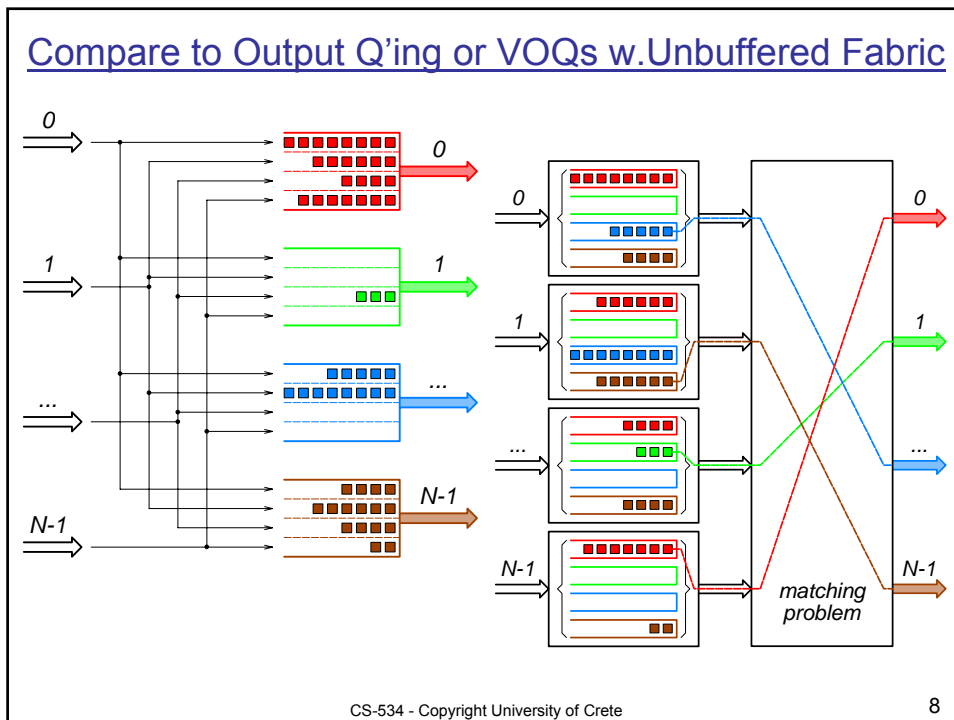 Compare to Output Q'ing or VOQs w.Unbuffered Fabric
0
1
...
N-1
0
1
...
N-1
0
1
...
N-1
0
1
...
N-1
matching
problem
CS-534 - Copyright University of Crete
8